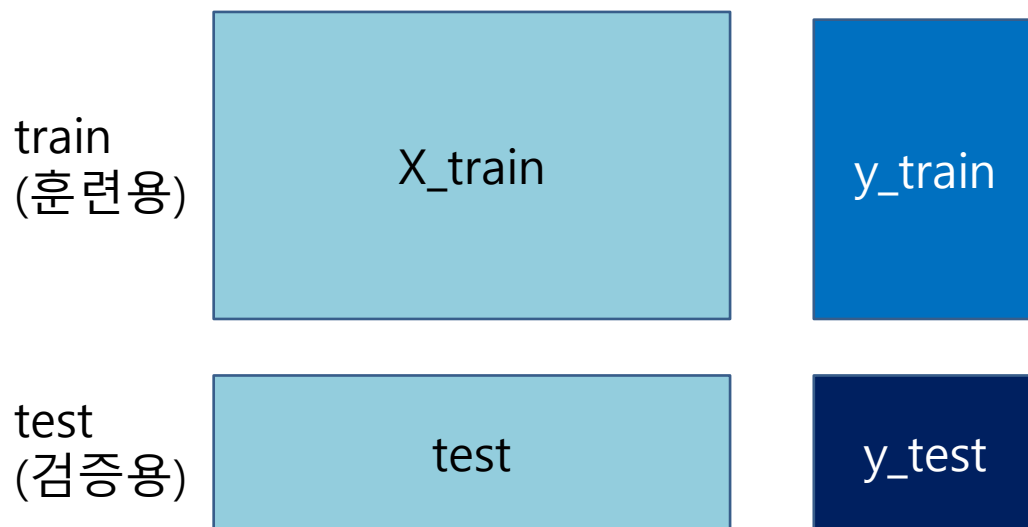 train
(훈련용)
X_train
y_train
test
(검증용)
test
y_test